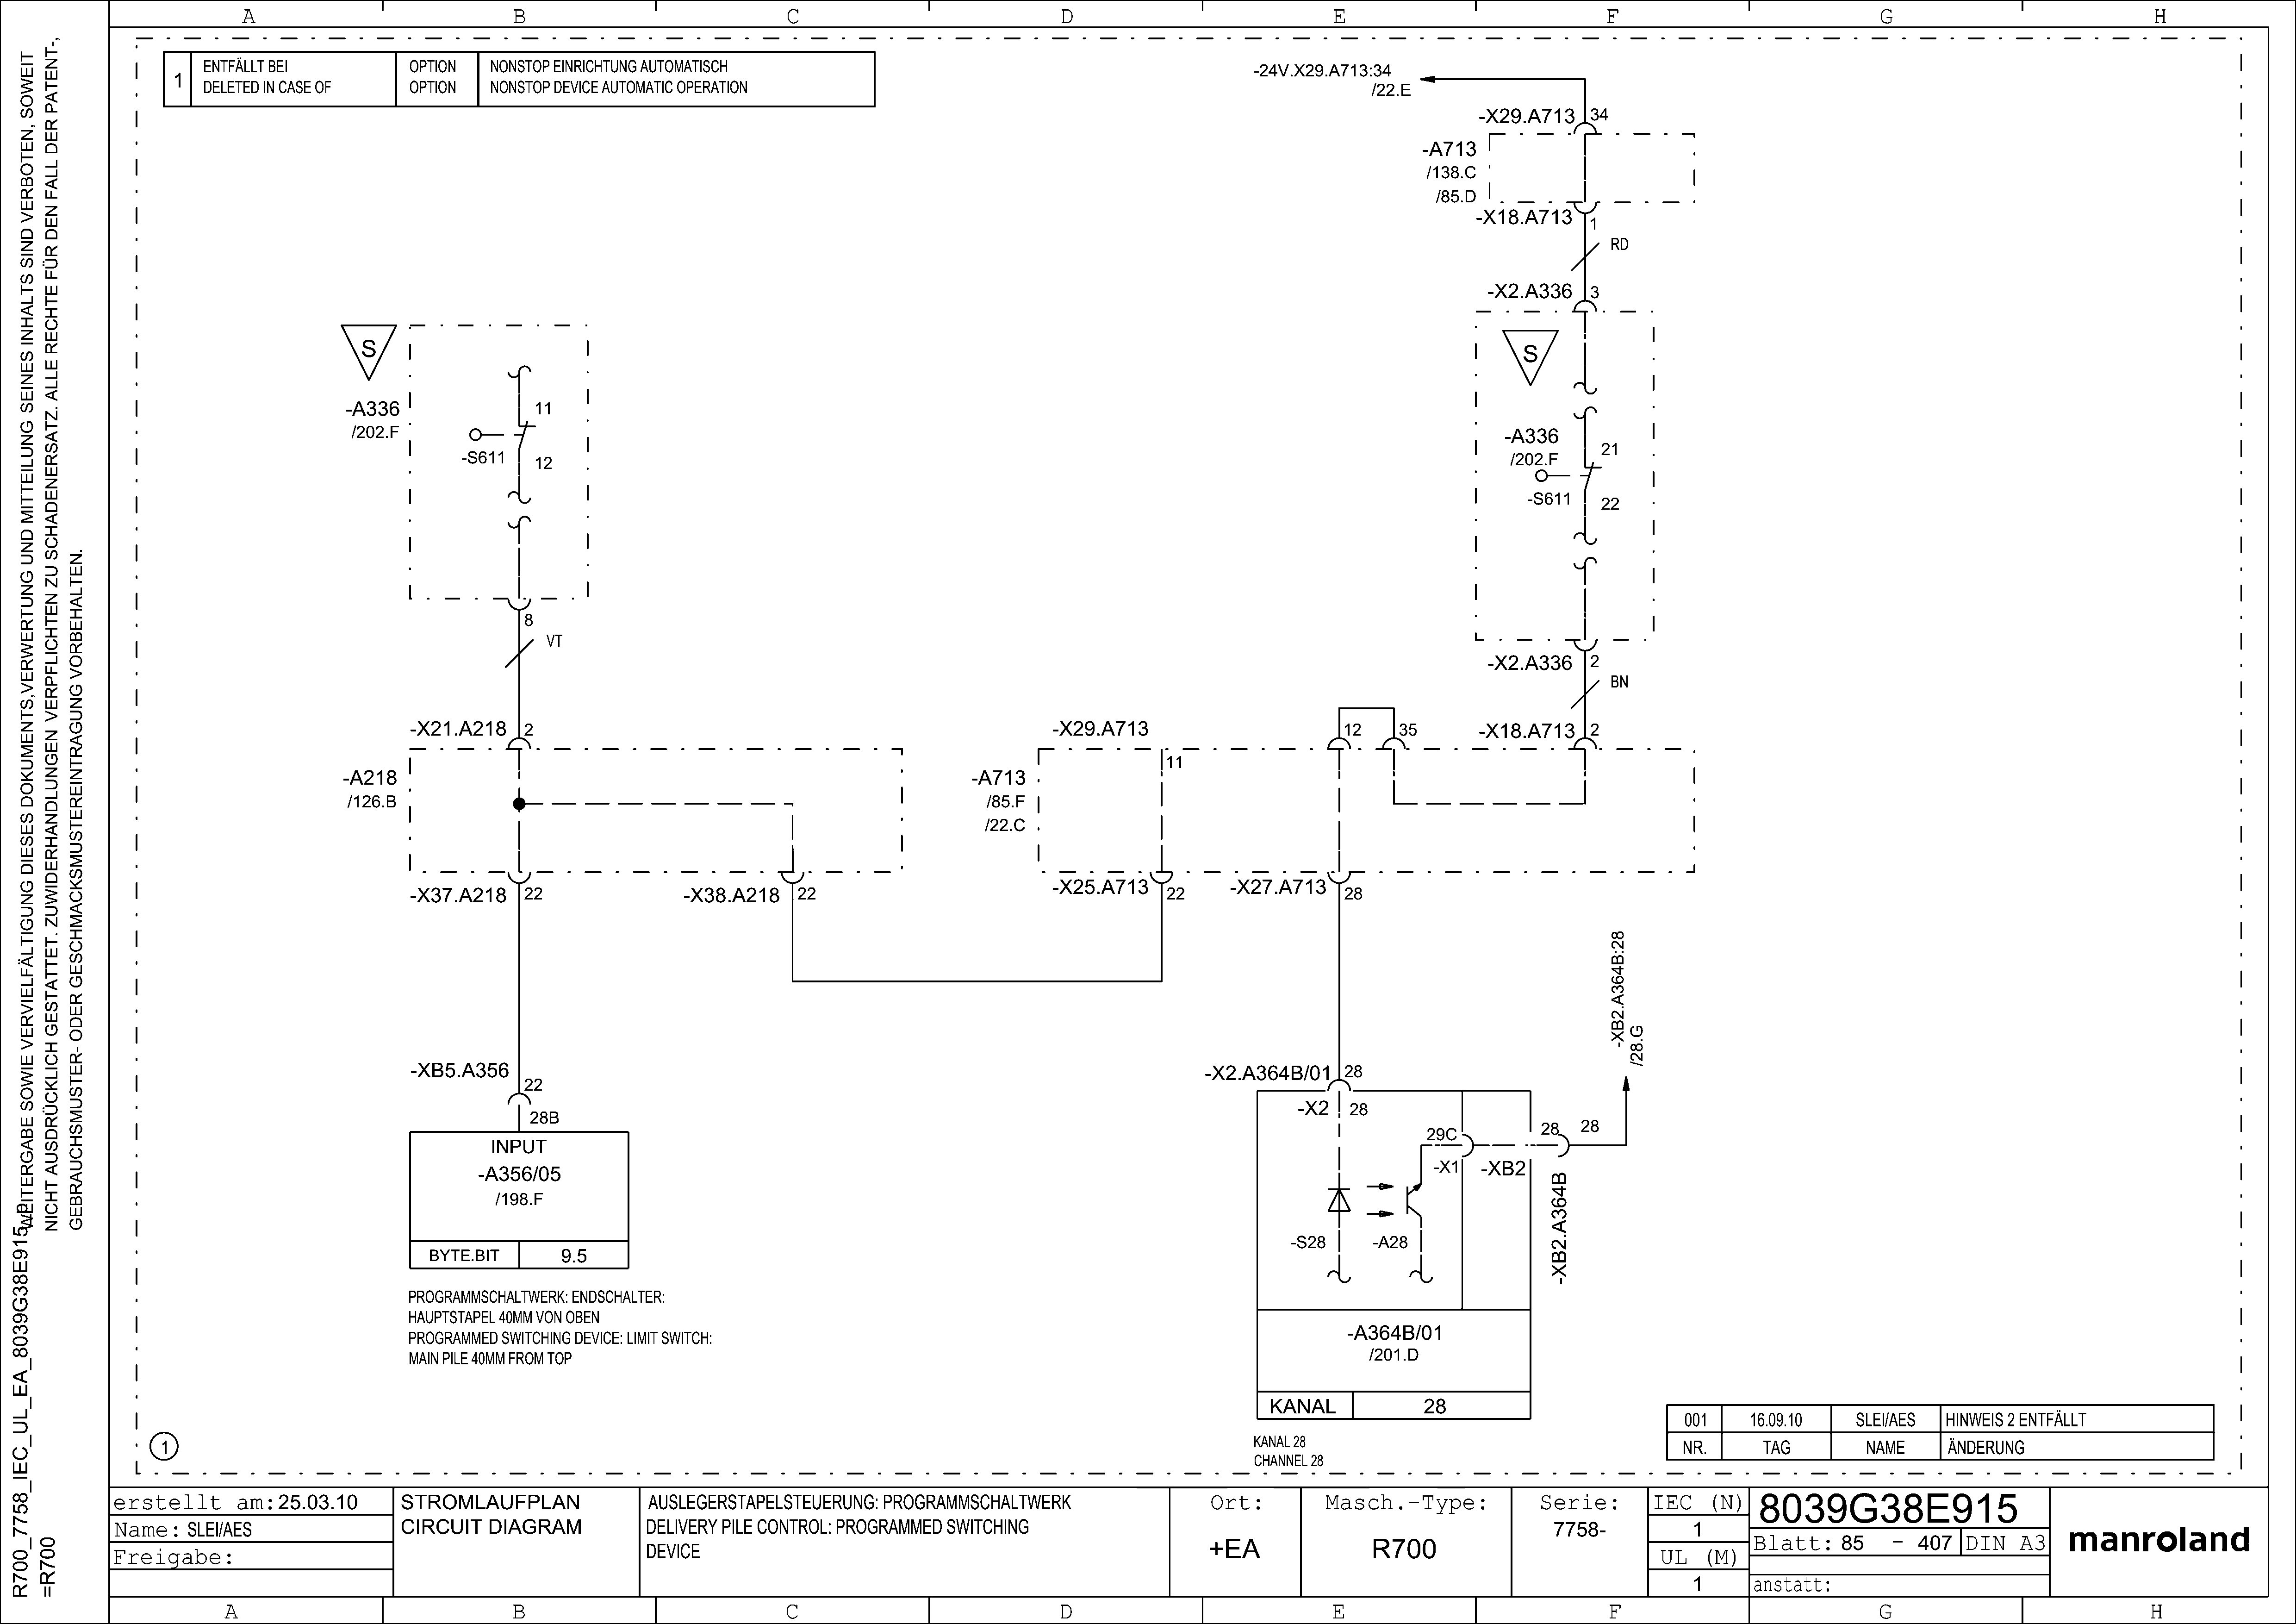 A B C D E F G H
1 ENTFÄLLT BEI OPTION NONSTOP EINRICHTUNG AUTOMATISCH
DELETED IN CASE OF OPTION NONSTOP DEVICE AUTOMATIC OPERATION
-24V.X29.A713:34
/22.E
-X29.A713 34
-A713
/138.C
/85.D
-X18.A713 1
RD
-X2.A336 3
S
-A336
/202.F
11
-S611
12
8
VT
S
-A336
/202.F
21
-S611
22
-X2.A336 2
BN
-X21.A218 2
-X29.A713
12
35
-X18.A713 2
-A218
/126.B
-A713
/85.F
/22.C
11
-X37.A218 22
-X38.A218 22
-X25.A713 22
-X27.A713 28
-XB2.A364B:28
/28.G
-XB5.A356
22
28B
INPUT
-A356/05
/198.F
BYTE.BIT 9.5
PROGRAMMSCHALTWERK: ENDSCHALTER:
HAUPTSTAPEL 40MM VON OBEN
PROGRAMMED SWITCHING DEVICE: LIMIT SWITCH:
MAIN PILE 40MM FROM TOP
-X2.A364B/01 28
-X2 28
29C
28 28
-X1 -XB2
-XB2.A364B
-S28 -A28
-A364B/01
/201.D
KANAL 28
KANAL 28
CHANNEL 28
1
001 16.09.10 SLEI/AES HINWEIS 2 ENTFÄLLT
NR. TAG NAME ÄNDERUNG
erstellt am: 25.03.10
Name: SLEI/AES
Freigabe:
STROMLAUFPLAN
CIRCUIT DIAGRAM
AUSLEGERSTAPELSTEUERUNG: PROGRAMMSCHALTWERK
DELIVERY PILE CONTROL: PROGRAMMED SWITCHING
DEVICE
Ort:
+EA
Masch.-Type:
R700
Serie:
7758-
IEC (N)
1
UL (M)
1
8039G38E915
Blatt: 85 - 407 DIN A3
anstatt:
manroland
A B C D E F G H
WEITERGABE SOWIE VERVIELFÄLTIGUNG DIESES DOKUMENTS,VERWERTUNG UND MITTEILUNG SEINES INHALTS SIND VERBOTEN, SOWEIT
NICHT AUSDRÜCKLICH GESTATTET. ZUWIDERHANDLUNGEN VERPFLICHTEN ZU SCHADENERSATZ. ALLE RECHTE FÜR DEN FALL DER PATENT-,
GEBRAUCHSMUSTER- ODER GESCHMACKSMUSTEREINTRAGUNG VORBEHALTEN.
=R700